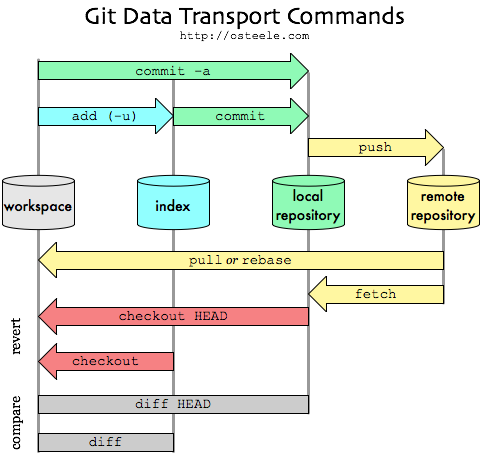 Git Data Transport Commands
http://osteele.com
commit -a
add (-u)
commit
push
workspace
index
local
repository
remote
repository
pull or rebase
fetch
revert
checkout HEAD
checkout
compare
diff HEAD
diff